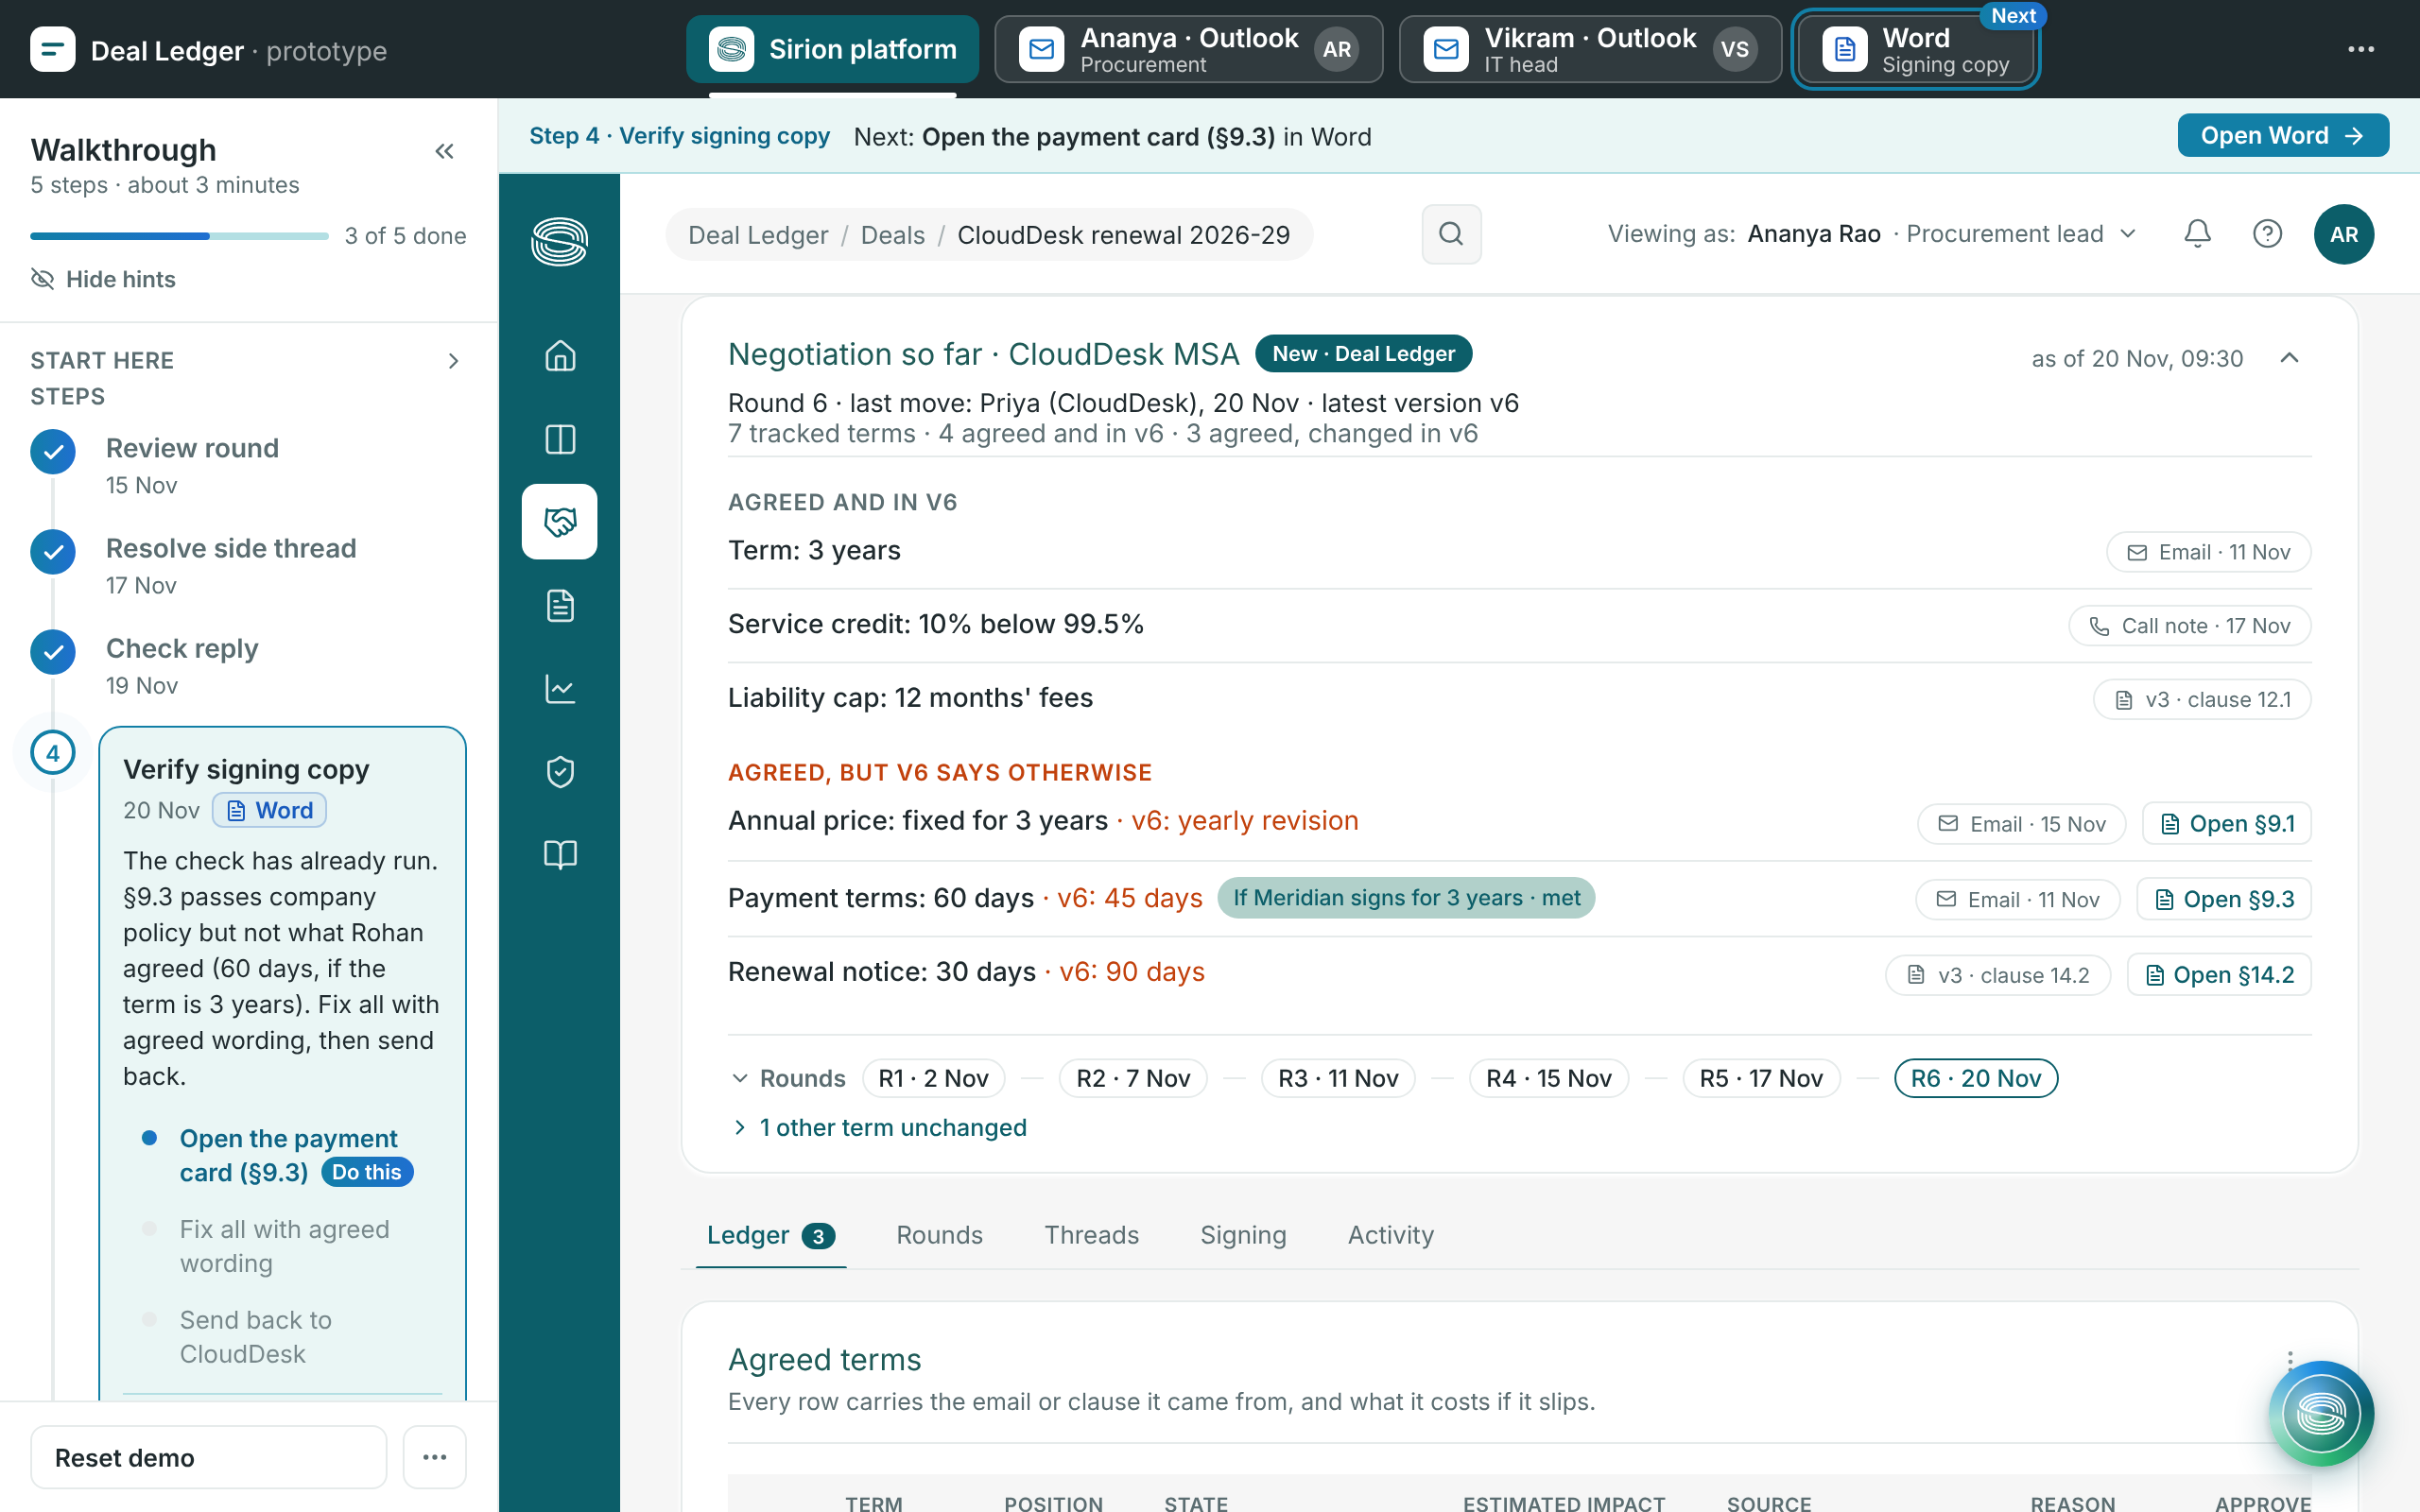 Deal Ledger · prototype
Sirion platform
Ananya · Outlook
Procurement
AR
Vikram · Outlook
IT head
VS
Word
Signing copy
Next
Walkthrough
5 steps · about 3 minutes
3 of 5 done
Hide hints
START HERE
STEPS
Review round
15 Nov
Resolve side thread
17 Nov
Check reply
19 Nov
4
Verify signing copy
20 Nov
Word
The check has already run.
§9.3 passes company
policy but not what Rohan
agreed (60 days, if the
term is 3 years). Fix all with
agreed wording, then send
back.
Open the payment
card (§9.3) Do this
Fix all with agreed
wording
Send back to
CloudDesk
Reset demo
Step 4 · Verify signing copy Next: Open the payment card (§9.3) in Word
Open Word
Deal Ledger / Deals / CloudDesk renewal 2026-29
Viewing as: Ananya Rao · Procurement lead
AR
Negotiation so far · CloudDesk MSA New · Deal Ledger
as of 20 Nov, 09:30
Round 6 · last move: Priya (CloudDesk), 20 Nov · latest version v6
7 tracked terms · 4 agreed and in v6 · 3 agreed, changed in v6
AGREED AND IN V6
Term: 3 years
Email · 11 Nov
Service credit: 10% below 99.5%
Call note · 17 Nov
Liability cap: 12 months' fees
v3 · clause 12.1
AGREED, BUT V6 SAYS OTHERWISE
Annual price: fixed for 3 years · v6: yearly revision
Email · 15 Nov
Open §9.1
Payment terms: 60 days · v6: 45 days If Meridian signs for 3 years · met
Email · 11 Nov
Open §9.3
Renewal notice: 30 days · v6: 90 days
v3 · clause 14.2
Open §14.2
Rounds R1 · 2 Nov R2 · 7 Nov R3 · 11 Nov R4 · 15 Nov R5 · 17 Nov R6 · 20 Nov
1 other term unchanged
Ledger 3 Rounds Threads Signing Activity
Agreed terms
Every row carries the email or clause it came from, and what it costs if it slips.
TERM POSITION STATE ESTIMATED IMPACT SOURCE REASON APPROVE